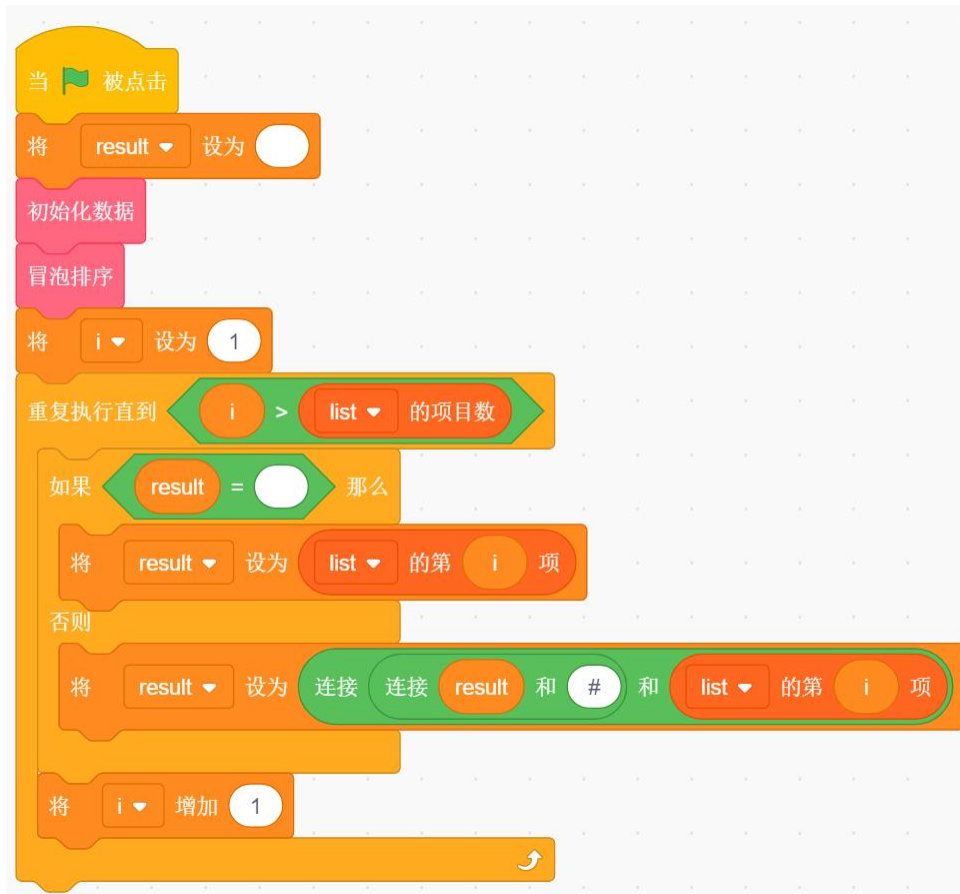 当 被点击
将 result 设为
初始化数据
冒泡排序
将 i 设为 1
重复执行直到 i > list 的项目数
如果 result = 那么
将 result 设为 list 的第 i 项
否则
将 result 设为 连接 连接 result 和 # 和 list 的第 i 项
将 i 增加 1